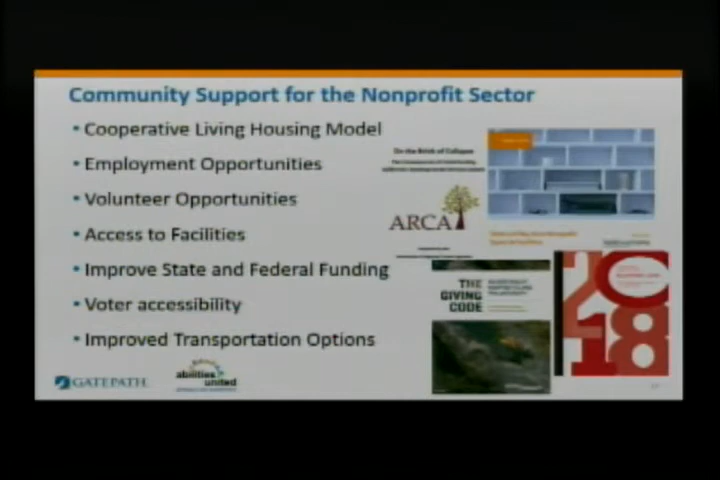 Community Support for the Nonprofit Sector
• Cooperative Living Housing Model
• Employment Opportunities
• Volunteer Opportunities
• Access to Facilities
• Improve State and Federal Funding
• Voter accessibility
• Improved Transportation Options
On the Brink of Collapse
ARCA
THE
GIVING
CODE
2018
GATEPATH
abilities
united